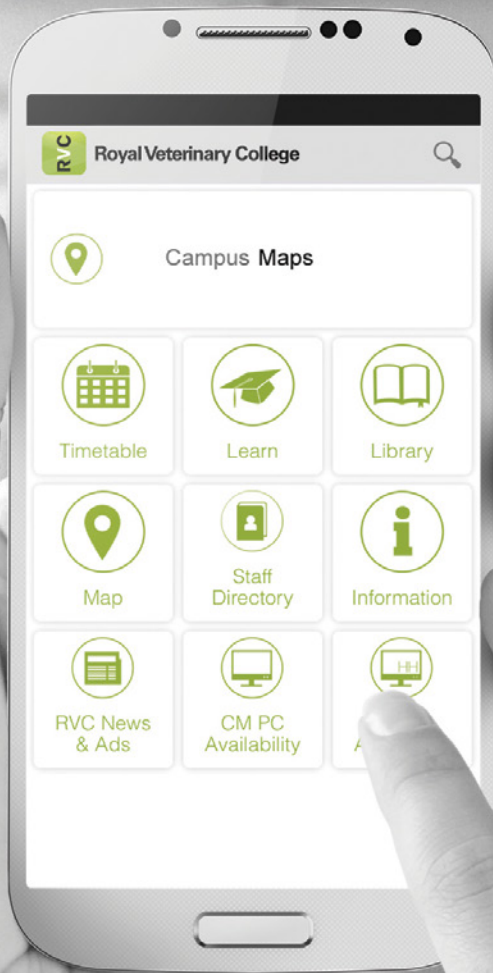 RVC
Royal Veterinary College
Campus Maps
Timetable
Learn
Library
Map
Staff
Directory
Information
RVC News
& Ads
CM PC
Availability
HH